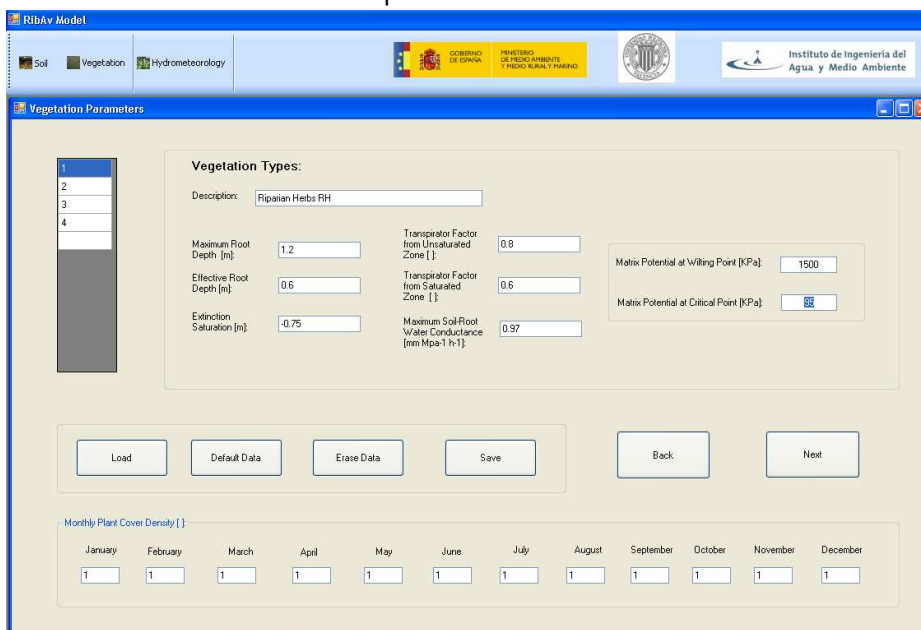 RibAv Model
Soil
Vegetation
Hydrometeorology
GOBIERNO
DE ESPAÑA
MINISTERIO
DE MEDIO AMBIENTE
Y MEDIO RURAL Y MARINO
Instituto de Ingeniería del
Agua y Medio Ambiente
Vegetation Parameters
1
2
3
4
Vegetation Types:
Description: Riparian Herbs RH
Maximum Root
Depth [m]: 1.2
Effective Root
Depth [m]: 0.6
Extinction
Saturation [m]: -0.75
Transpirator Factor
from Unsaturated
Zone [ ]: 0.8
Transpirator Factor
from Saturated
Zone [ ]: 0.6
Maximum Soil-Root
Water Conductance
[mm Mpa-1 h-1]: 0.97
Matrix Potential at Wilting Point [KPa]: 1500
Matrix Potential at Critical Point [KPa]: 95
Load
Default Data
Erase Data
Save
Back
Next
Monthly Plant Cover Density [ ]:
January February March April May June July August September October November December
1 1 1 1 1 1 1 1 1 1 1 1